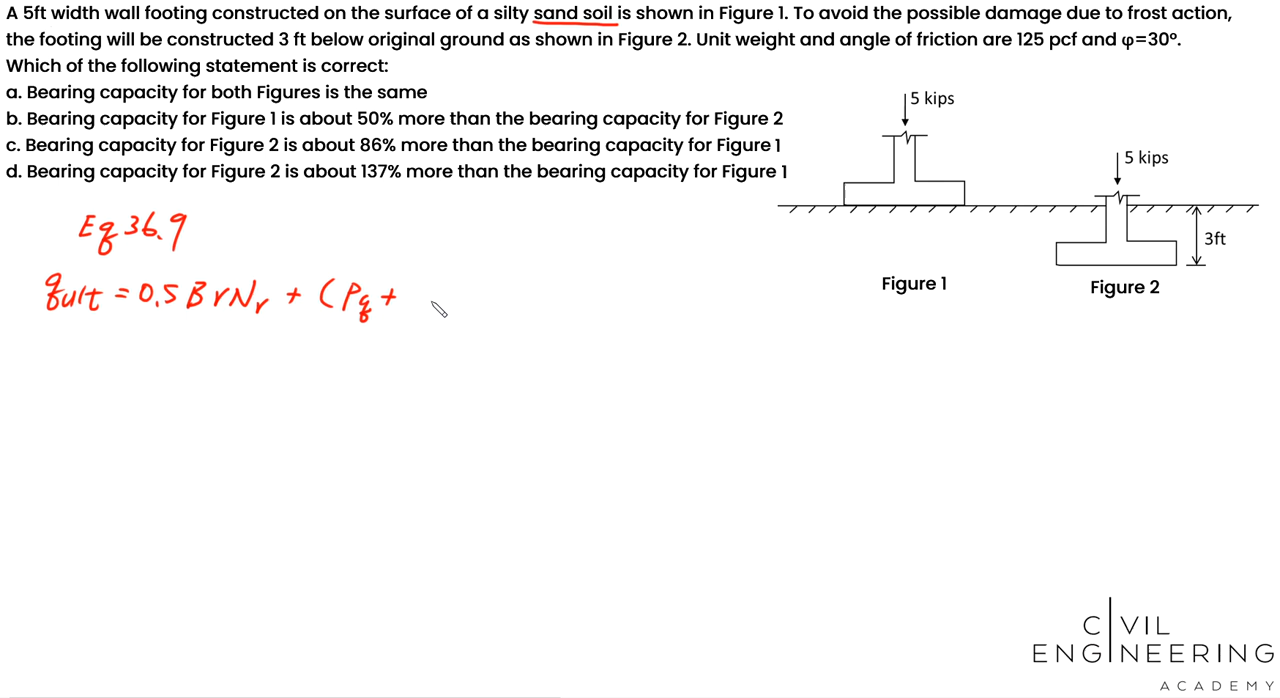 A 5ft width wall footing constructed on the surface of a silty sand soil is shown in Figure 1. To avoid the possible damage due to frost action,
the footing will be constructed 3 ft below original ground as shown in Figure 2. Unit weight and angle of friction are 125 pcf and φ=30º.
Which of the following statement is correct:
a. Bearing capacity for both Figures is the same
b. Bearing capacity for Figure 1 is about 50% more than the bearing capacity for Figure 2
c. Bearing capacity for Figure 2 is about 86% more than the bearing capacity for Figure 1
d. Bearing capacity for Figure 2 is about 137% more than the bearing capacity for Figure 1
5 kips
5 kips
3ft
Figure 1
Figure 2
Eq 36.9
qult = 0.5 B γ Nγ + (Pq +
CIVIL
ENGINEERING
ACADEMY